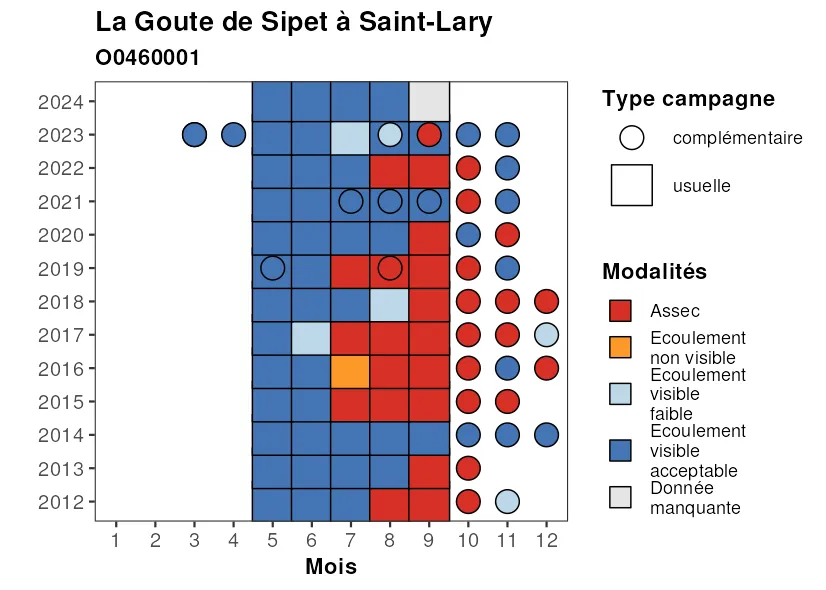 La Goute de Sipet à Saint-Lary
O0460001
2024
2023
2022
2021
2020
2019
2018
2017
2016
2015
2014
2013
2012
1 2 3 4 5 6 7 8 9 10 11 12
Mois
Type campagne
complémentaire
usuelle
Modalités
Assec
Ecoulement
non visible
Ecoulement
visible
faible
Ecoulement
visible
acceptable
Donnée
manquante